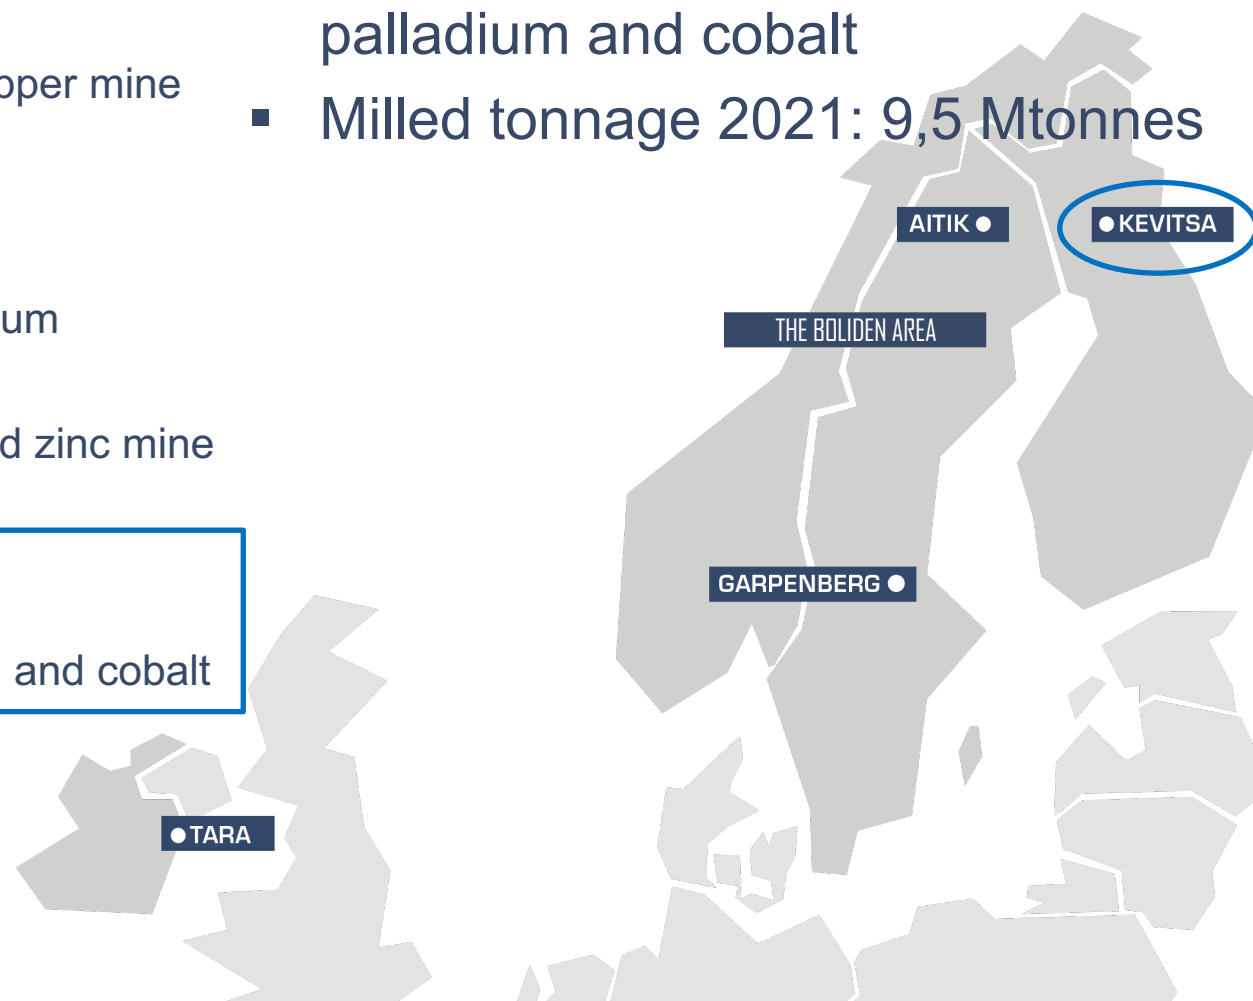 palladium and cobalt
pper mine
▪ Milled tonnage 2021: 9,5 Mtonnes
AITIK
KEVITSA
um
THE BOLIDEN AREA
d zinc mine
GARPENBERG
and cobalt
TARA